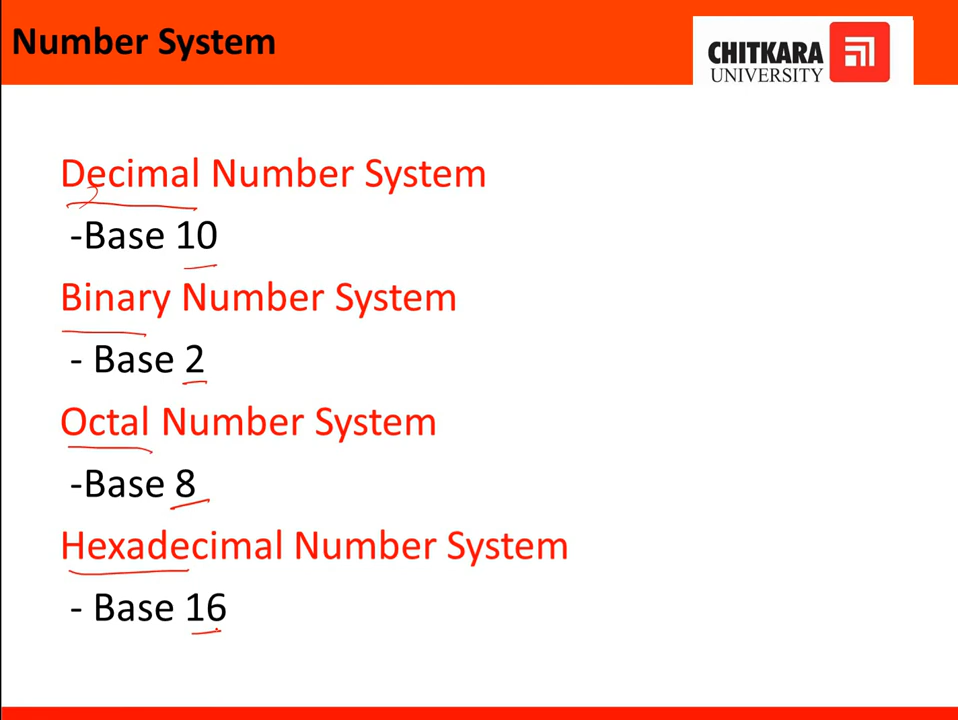 Number System
CHITKARA
UNIVERSITY
Decimal Number System
-Base 10
Binary Number System
- Base 2
Octal Number System
-Base 8
Hexadecimal Number System
- Base 16